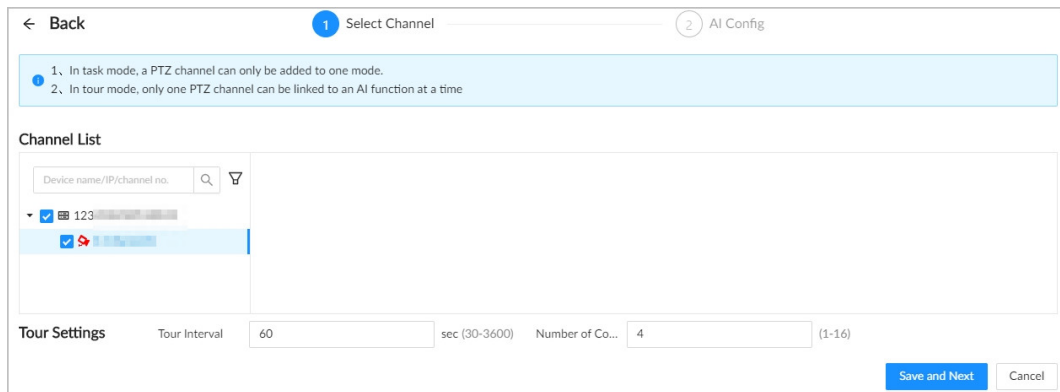 ← Back
1 Select Channel
2 AI Config
1、In task mode, a PTZ channel can only be added to one mode.
2、In tour mode, only one PTZ channel can be linked to an AI function at a time
Channel List
Device name/IP/channel no.
123
Tour Settings Tour Interval 60 sec (30-3600) Number of Co... 4 (1-16)
Save and Next Cancel